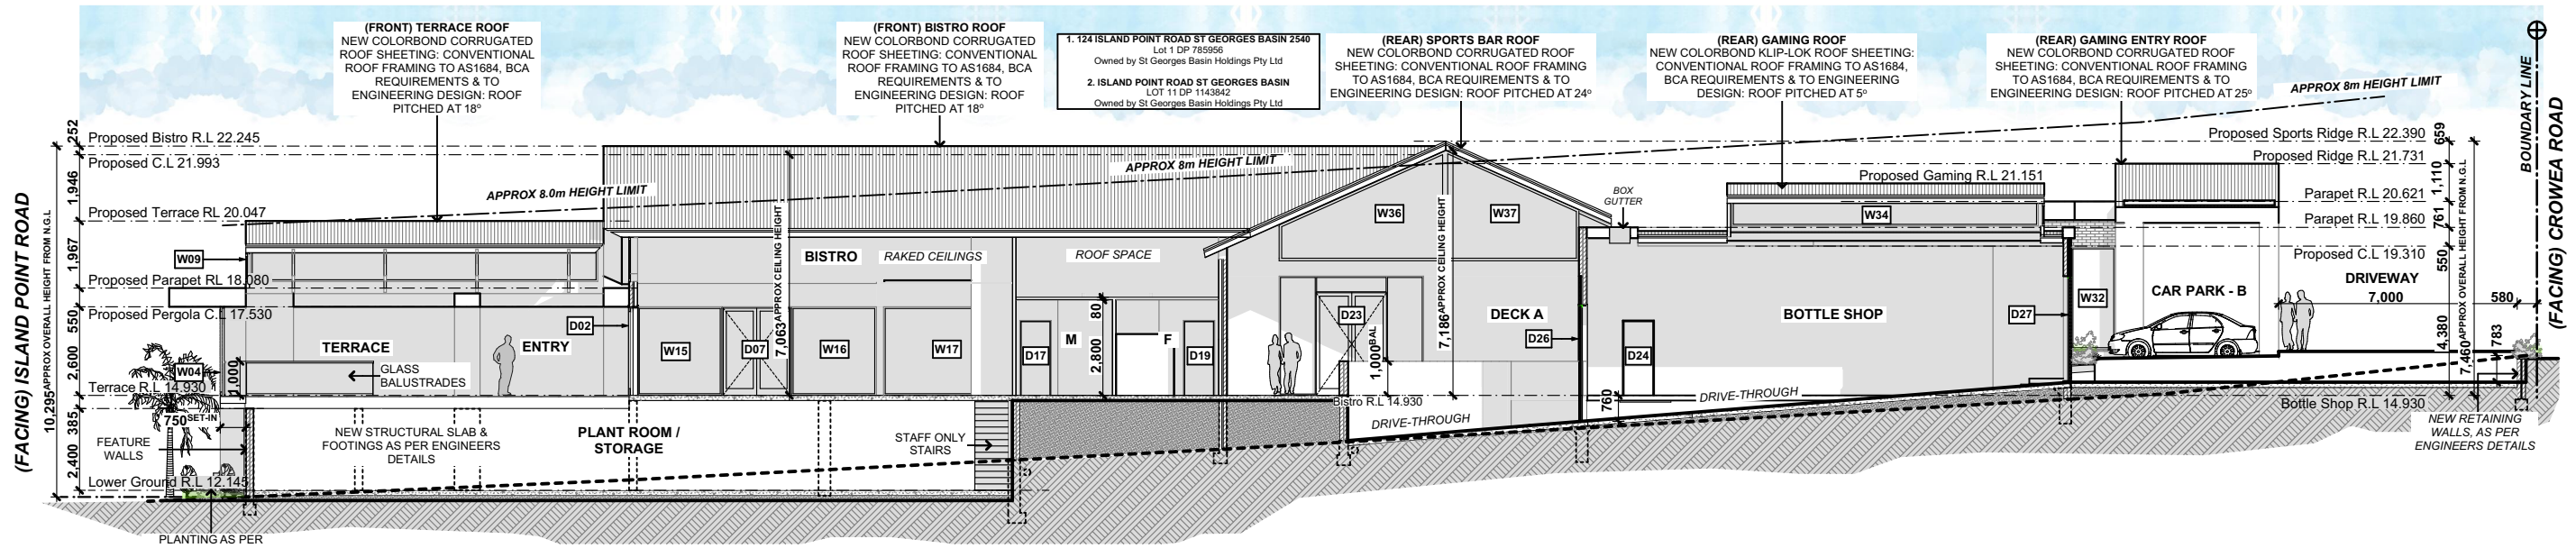 (FRONT) TERRACE ROOF
NEW COLORBOND CORRUGATED
ROOF SHEETING: CONVENTIONAL
ROOF FRAMING TO AS1684, BCA
REQUIREMENTS & TO
ENGINEERING DESIGN: ROOF
PITCHED AT 18º
(FRONT) BISTRO ROOF
NEW COLORBOND CORRUGATED
ROOF SHEETING: CONVENTIONAL
ROOF FRAMING TO AS1684, BCA
REQUIREMENTS & TO
ENGINEERING DESIGN: ROOF
PITCHED AT 18º
1. 124 ISLAND POINT ROAD ST GEORGES BASIN 2540
Lot 1 DP 785956
Owned by St Georges Basin Holdings Pty Ltd
2. ISLAND POINT ROAD ST GEORGES BASIN
LOT 11 DP 1143842
Owned by St Georges Basin Holdings Pty Ltd
(REAR) SPORTS BAR ROOF
NEW COLORBOND CORRUGATED ROOF
SHEETING: CONVENTIONAL ROOF FRAMING
TO AS1684, BCA REQUIREMENTS & TO
ENGINEERING DESIGN: ROOF PITCHED AT 24º
(REAR) GAMING ROOF
NEW COLORBOND KLIP-LOK ROOF SHEETING:
CONVENTIONAL ROOF FRAMING TO AS1684,
BCA REQUIREMENTS & TO ENGINEERING
DESIGN: ROOF PITCHED AT 5º
(REAR) GAMING ENTRY ROOF
NEW COLORBOND CORRUGATED ROOF
SHEETING: CONVENTIONAL ROOF FRAMING
TO AS1684, BCA REQUIREMENTS & TO
ENGINEERING DESIGN: ROOF PITCHED AT 25º
APPROX 8m HEIGHT LIMIT
BOUNDARY LINE
(FACING) CROWEA ROAD
(FACING) ISLAND POINT ROAD
10,295 APPROX OVERALL HEIGHT FROM N.G.L
252
1,946
1,967
550
2,600
385
2,400
Proposed Bistro R.L 22.245
Proposed C.L 21.993
Proposed Terrace RL 20.047
Proposed Parapet RL 18.080
Proposed Pergola C.L 17.530
Terrace R.L 14.930
Lower Ground R.L 12.145
APPROX 8.0m HEIGHT LIMIT
APPROX 8m HEIGHT LIMIT
Proposed Sports Ridge R.L 22.390
Proposed Ridge R.L 21.731
Proposed Gaming R.L 21.151
Parapet R.L 20.621
Parapet R.L 19.860
Proposed C.L 19.310
Bottle Shop R.L 14.930
659
1,110
761
550
4,380
7,460 APPROX OVERALL HEIGHT FROM N.G.L
783
W09
W04
1,000
750 SET-IN
TERRACE
ENTRY
GLASS
BALUSTRADES
D02
BISTRO
RAKED CEILINGS
ROOF SPACE
W15
D07
7,063 APPROX CEILING HEIGHT
W16
W17
D17
M
80
2,800
F
D19
W36
W37
BOX
GUTTER
7,186 APPROX CEILING HEIGHT
D23
1,000 BAL
DECK A
D26
D24
760
BOTTLE SHOP
W34
D27
W32
CAR PARK - B
DRIVEWAY
7,000
580
Bistro R.L 14.930
DRIVE-THROUGH
DRIVE-THROUGH
FEATURE
WALLS
NEW STRUCTURAL SLAB &
FOOTINGS AS PER ENGINEERS
DETAILS
PLANT ROOM /
STORAGE
STAFF ONLY
STAIRS
NEW RETAINING
WALLS, AS PER
ENGINEERS DETAILS
PLANTING AS PER